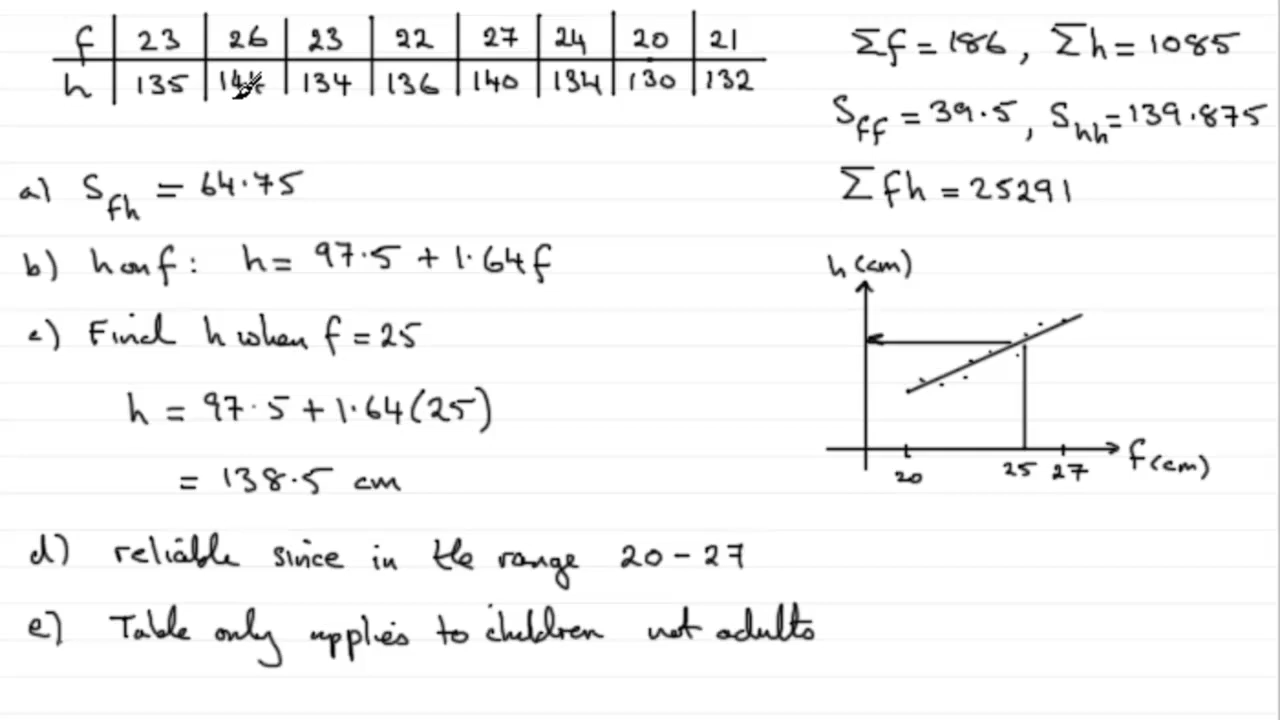 f 23 26 23 22 27 24 20 21
h 135 134 136 140 134 130 132
Σf = 186, Σh = 1085
S_ff = 39.5, S_hh = 139.875
Σfh = 25291
a) S_fh = 64.75
b) h on f: h = 97.5 + 1.64f
c) Find h when f = 25
h = 97.5 + 1.64(25)
= 138.5 cm
d) reliable since in the range 20 - 27
e) Table only applies to children not adults
h (cm)
20 25 27 f (cm)